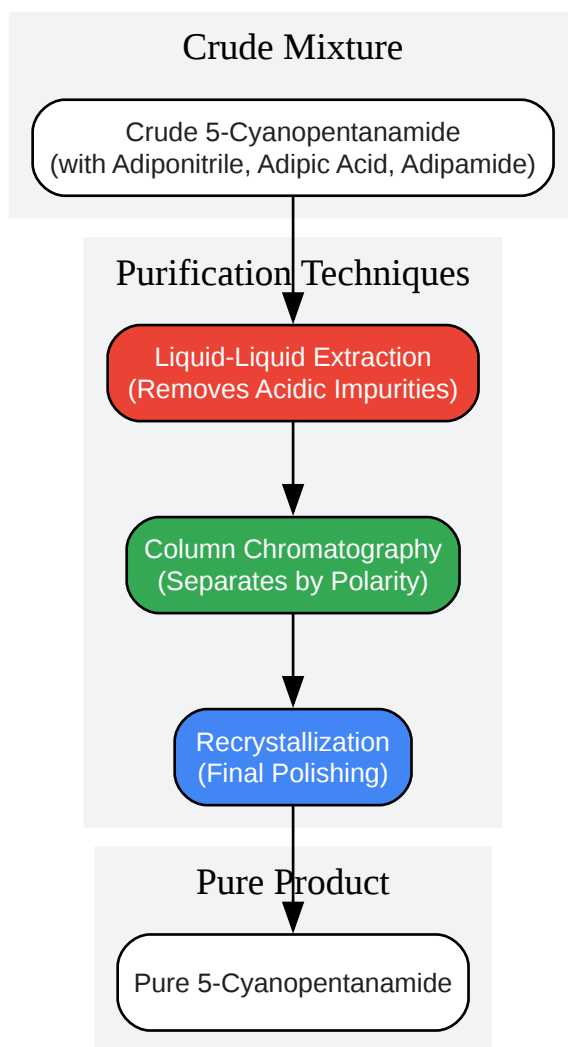 Crude Mixture
Crude 5-Cyanopentanamide
(with Adiponitrile, Adipic Acid, Adipamide)
Purification Techniques
Liquid-Liquid Extraction
(Removes Acidic Impurities)
Column Chromatography
(Separates by Polarity)
Recrystallization
(Final Polishing)
Pure Product
Pure 5-Cyanopentanamide